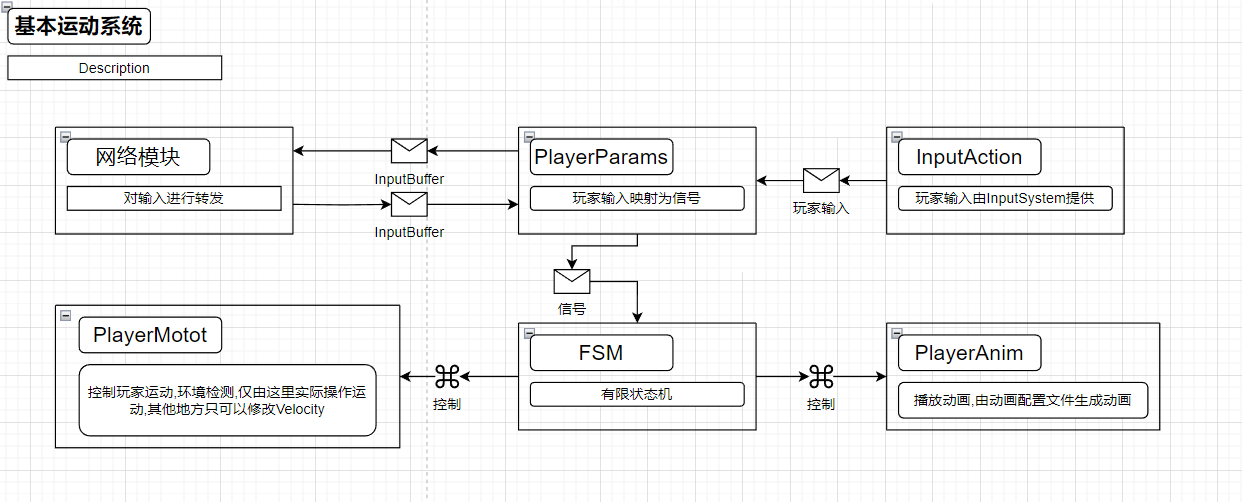 基本运动系统
Description
网络模块
对输入进行转发
InputBuffer
InputBuffer
PlayerParams
玩家输入映射为信号
玩家输入
InputAction
玩家输入由InputSystem提供
信号
PlayerMotot
控制玩家运动,环境检测,仅由这里实际操作运
动,其他地方只可以修改Velocity
控制
FSM
有限状态机
控制
PlayerAnim
播放动画,由动画配置文件生成动画